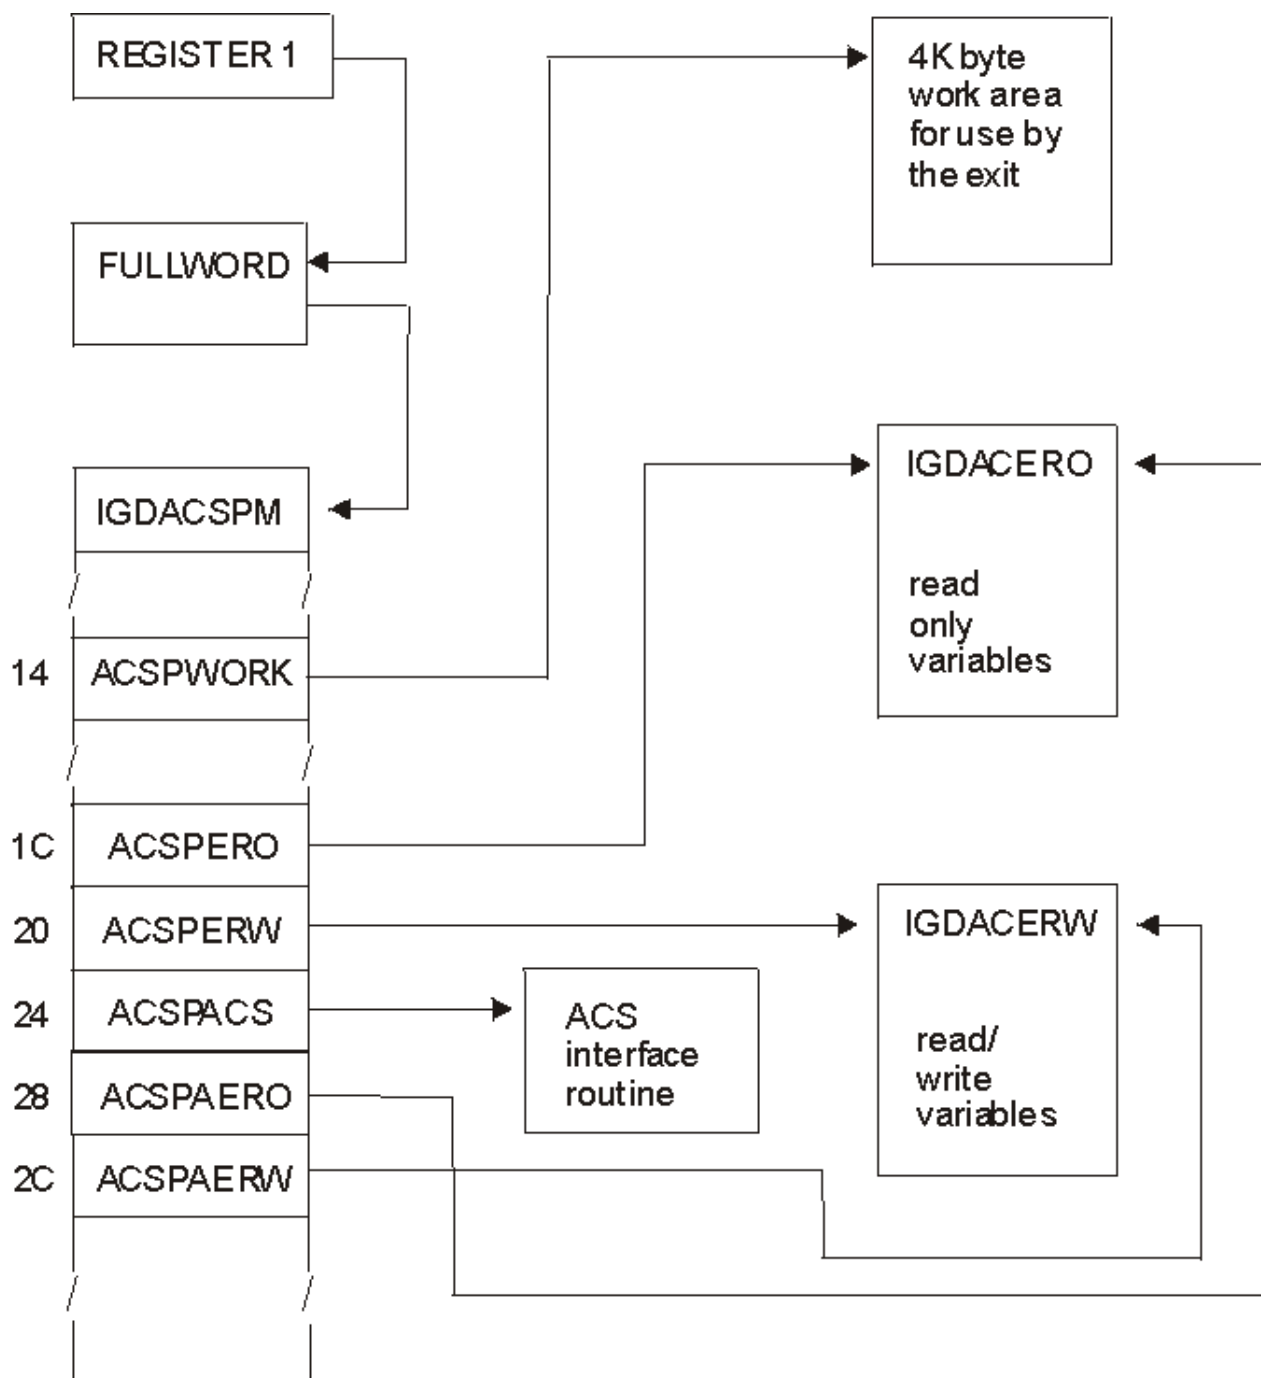 REGISTER 1
4K byte
work area
for use by
the exit
FULLWORD
IGDACSPM
IGDACERO
read
only
variables
14 ACSPWORK
1C ACSPERO
20 ACSPERW
IGDACERW
read/
write
variables
24 ACSPACS
ACS
interface
routine
28 ACSPAERO
2C ACSPAERW